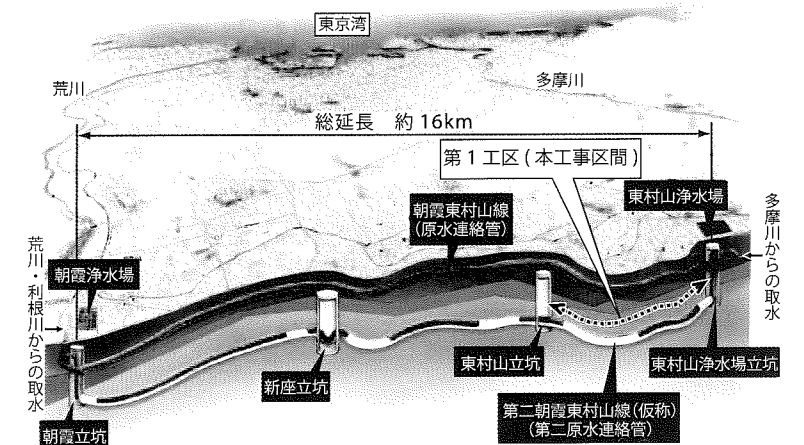 東京湾
荒川
多摩川
総延長 約16km
第1工区(本工事区間)
東村山浄水場
朝霞東村山線
(原水連絡管)
多摩川からの取水
荒川・利根川からの取水
朝霞浄水場
新座立坑
東村山立坑
東村山浄水場立坑
朝霞立坑
第二朝霞東村山線(仮称)
(第二原水連絡管)